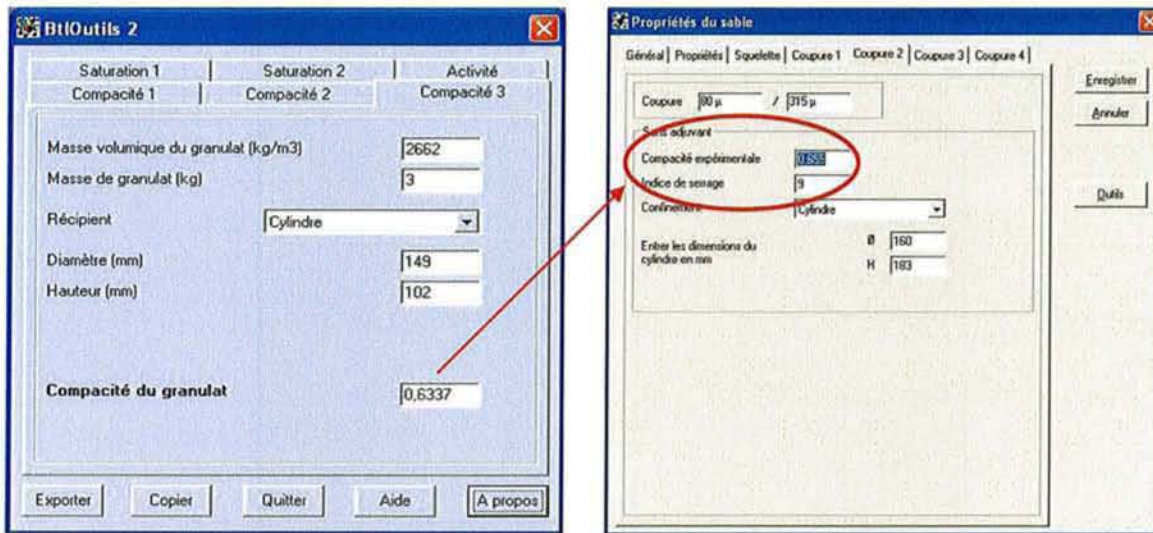 BtlOutils 2
Saturation 1 Saturation 2 Activité
Compacité 1 Compacité 2 Compacité 3
Masse volumique du granulat (kg/m3) 2662
Masse de granulat (kg) 3
Récipient Cylindre
Diamètre (mm) 149
Hauteur (mm) 102
Compacité du granulat 0,6337
Exporter Copier Quitter Aide A propos
Propriétés du sable
Général Propriétés Squelette Coupure 1 Coupure 2 Coupure 3 Coupure 4
Coupure 80 µ / 315 µ
Sans adjuvant
Compacité expérimentale 0.655
Indice de serrage 9
Confinement Cylindre
Entrer les dimensions du
cylindre en mm
Ø 160
H 183
Enregistrer
Annuler
Outils